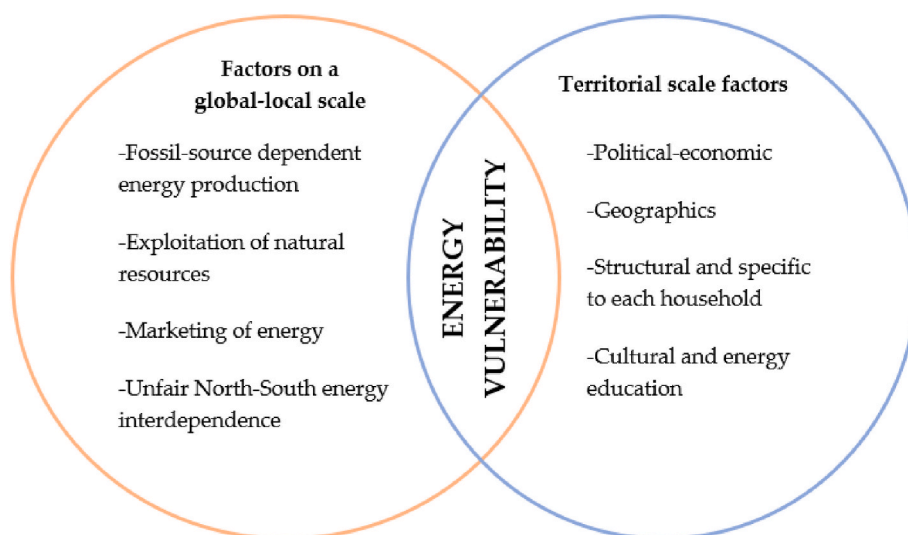 Factors on a
global-local scale
-Fossil-source dependent
energy production
-Exploitation of natural
resources
-Marketing of energy
-Unfair North-South energy
interdependence
ENERGY
VULNERABILITY
Territorial scale factors
-Political-economic
-Geographics
-Structural and specific
to each household
-Cultural and energy
education